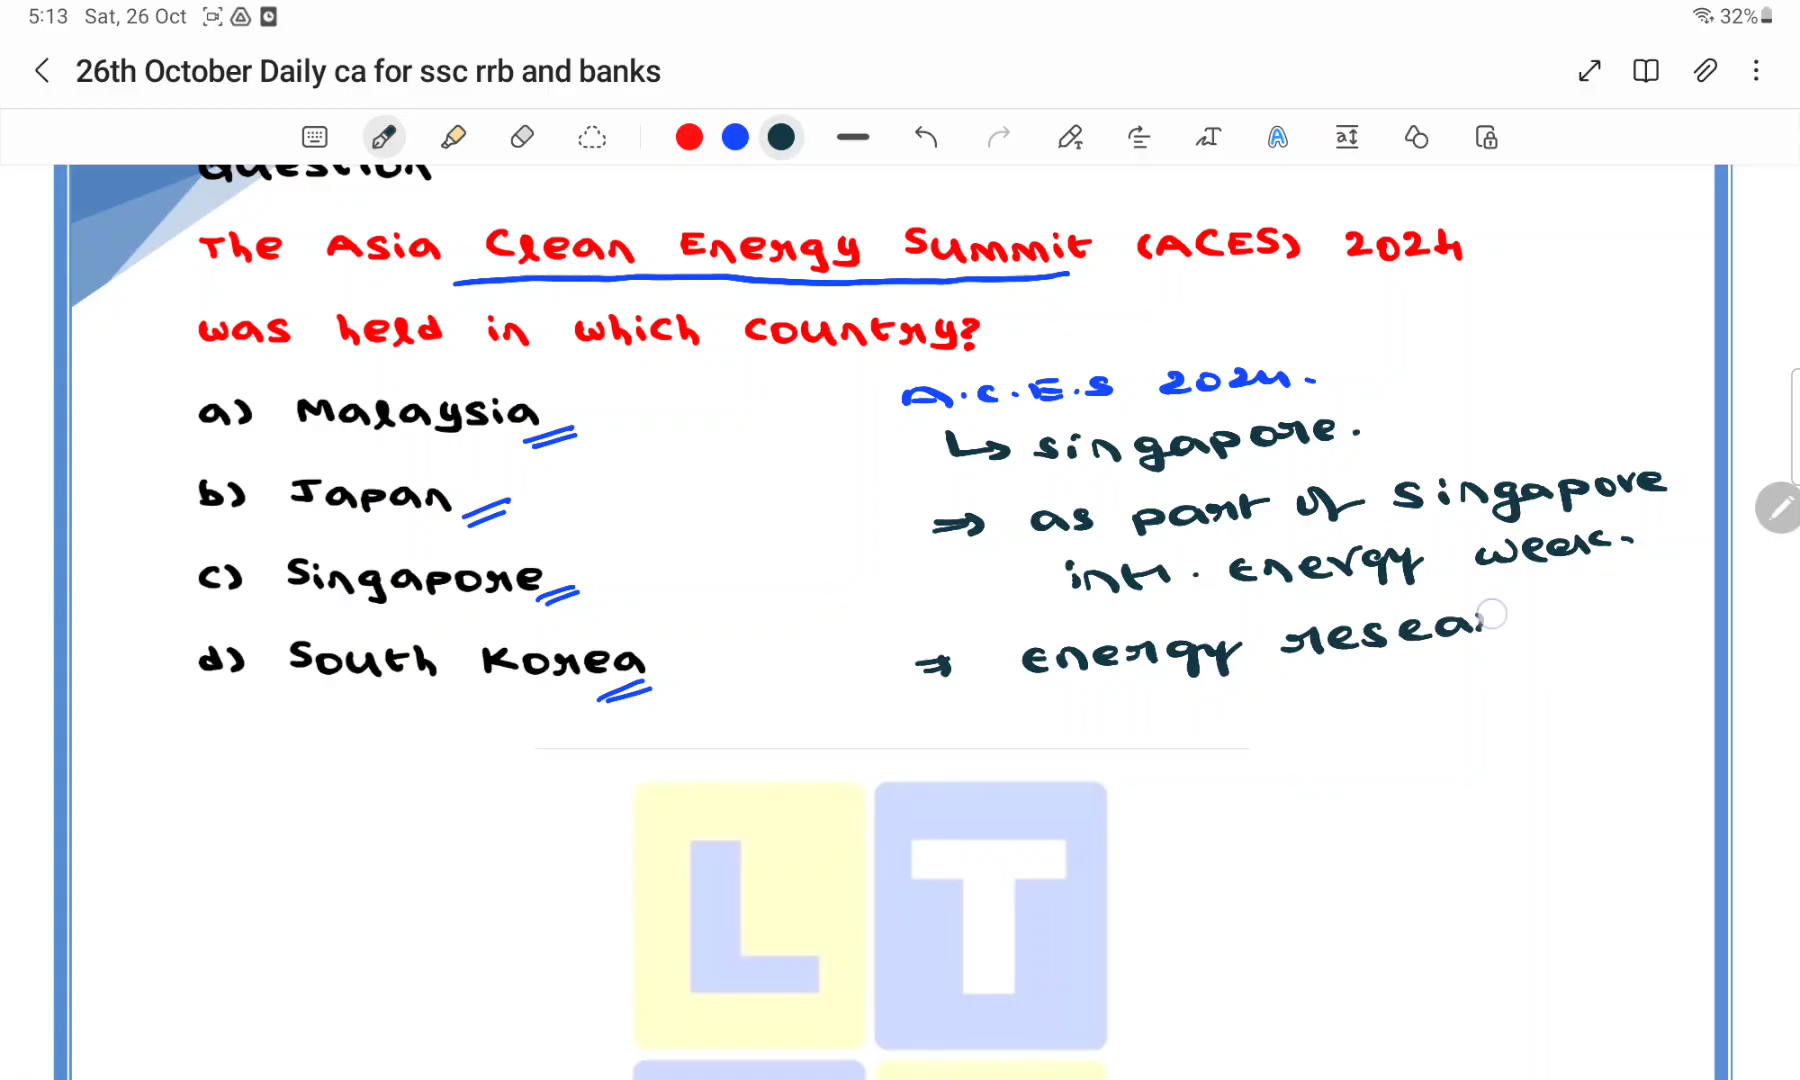 5:13 Sat, 26 Oct 32%
26th October Daily ca for ssc rrb and banks
Question
The Asia Clean Energy Summit (ACES) 2024
was held in which country?
a) Malaysia
b) Japan
c) Singapore
d) South Korea
A.C.E.S 2024.
↳ singapore.
⇒ as part of singapore
intl. energy week.
⇒ energy resear
L T